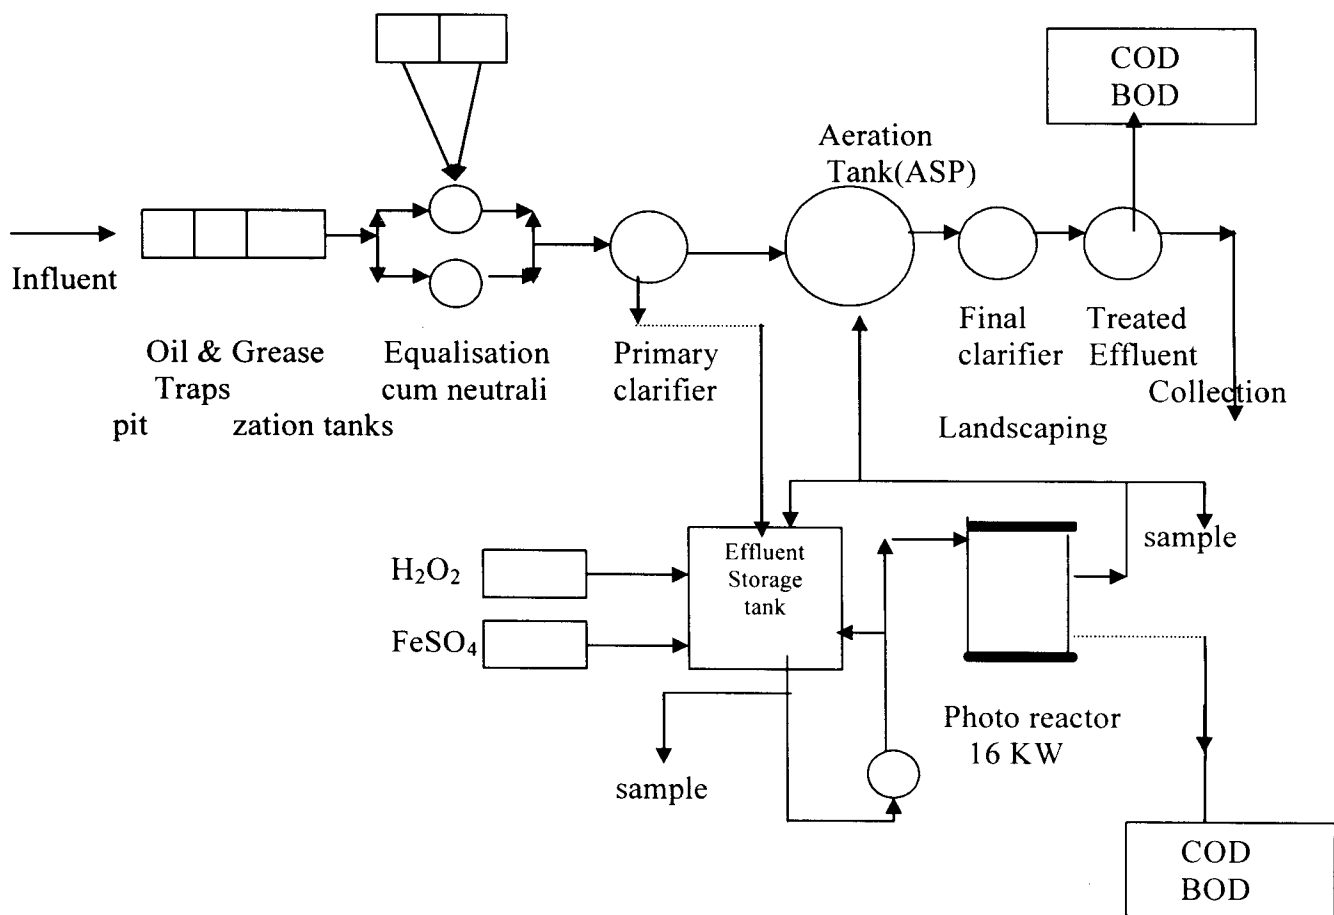 COD
BOD
Aeration
Tank(ASP)
Influent
Oil & Grease
Traps
pit
Equalisation
cum neutrali
zation tanks
Primary
clarifier
Final
clarifier
Treated
Effluent
Collection
Landscaping
H₂O₂
FeSO₄
Effluent
Storage
tank
sample
sample
Photo reactor
16 KW
COD
BOD